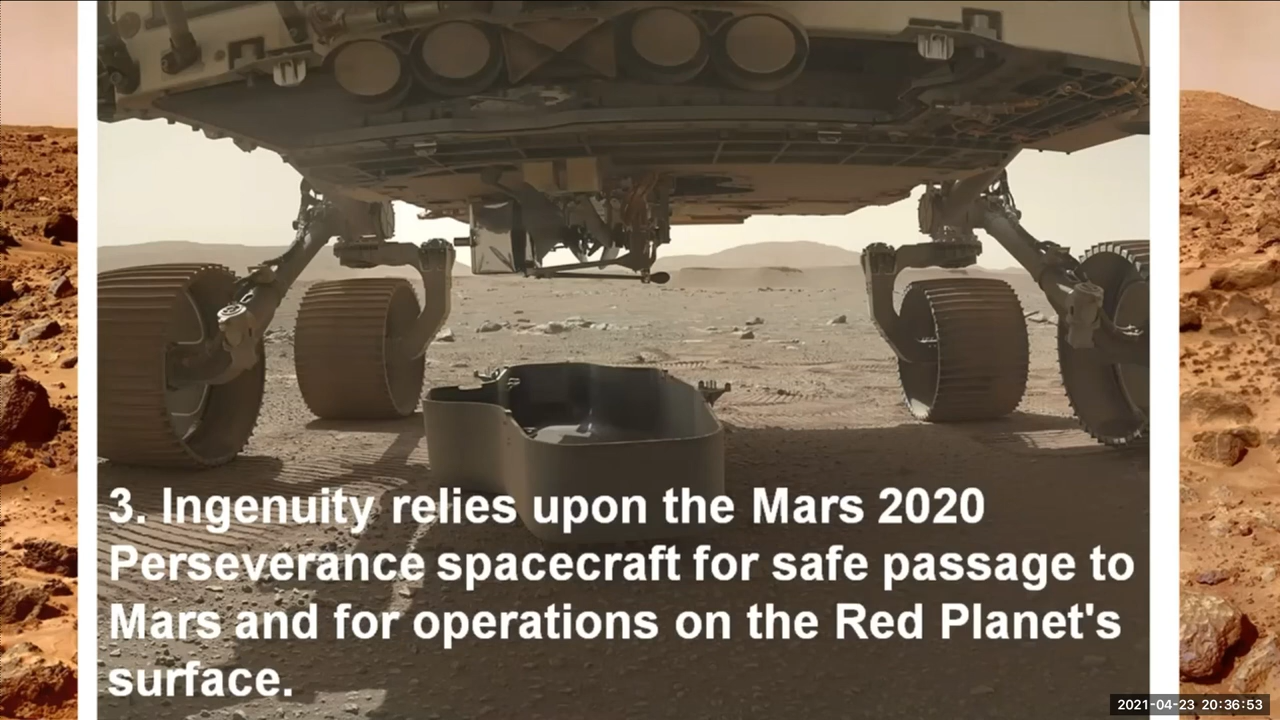 3. Ingenuity relies upon the Mars 2020
Perseverance spacecraft for safe passage to
Mars and for operations on the Red Planet's
surface.
2021-04-23 20:36:53